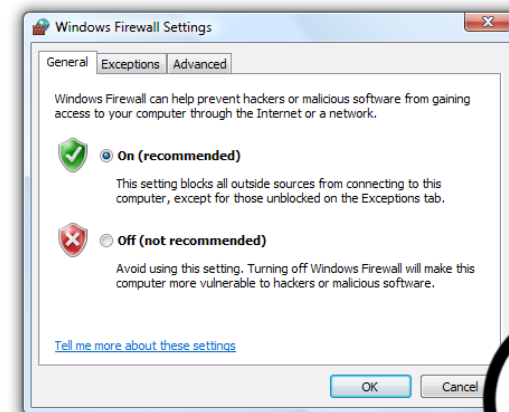 Windows Firewall Settings
General Exceptions Advanced
Windows Firewall can help prevent hackers or malicious software from gaining
access to your computer through the Internet or a network.
On (recommended)
This setting blocks all outside sources from connecting to this
computer, except for those unblocked on the Exceptions tab.
Off (not recommended)
Avoid using this setting. Turning off Windows Firewall will make this
computer more vulnerable to hackers or malicious software.
Tell me more about these settings
OK Cancel